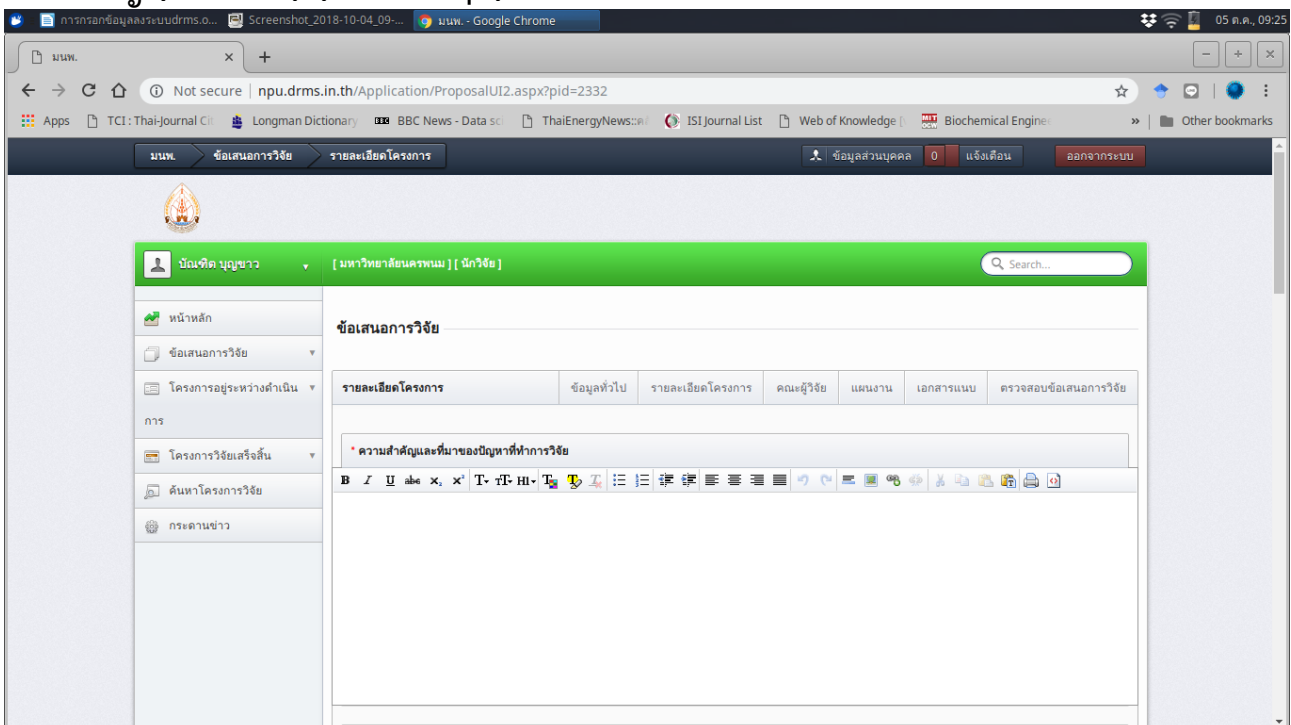 การกรอกข้อมูลลงระบบudrms.o... Screenshot_2018-10-04_09-... มนพ. - Google Chrome 05 ต.ค., 09:25
มนพ.
Not secure | npu.drms.in.th/Application/ProposalUI2.aspx?pid=2332
Apps TCI : Thai-Journal Cit Longman Dictionary BBC News - Data sci ThaiEnergyNews:: ISI Journal List Web of Knowledge [ Biochemical Engine » Other bookmarks
มนพ. ข้อเสนอการวิจัย รายละเอียดโครงการ ข้อมูลส่วนบุคคล 0 แจ้งเตือน ออกจากระบบ
บัณฑิต บุญขาว [ มหาวิทยาลัยนครพนม ] [ นักวิจัย ] Search...
หน้าหลัก
ข้อเสนอการวิจัย
ข้อเสนอการวิจัย
โครงการอยู่ระหว่างดำเนินการ
รายละเอียดโครงการ ข้อมูลทั่วไป รายละเอียดโครงการ คณะผู้วิจัย แผนงาน เอกสารแนบ ตรวจสอบข้อเสนอการวิจัย
* ความสำคัญและที่มาของปัญหาที่ทำการวิจัย
โครงการวิจัยเสร็จสิ้น
B I U abc x₂ x² T rT H1
ค้นหาโครงการวิจัย
กระดานข่าว